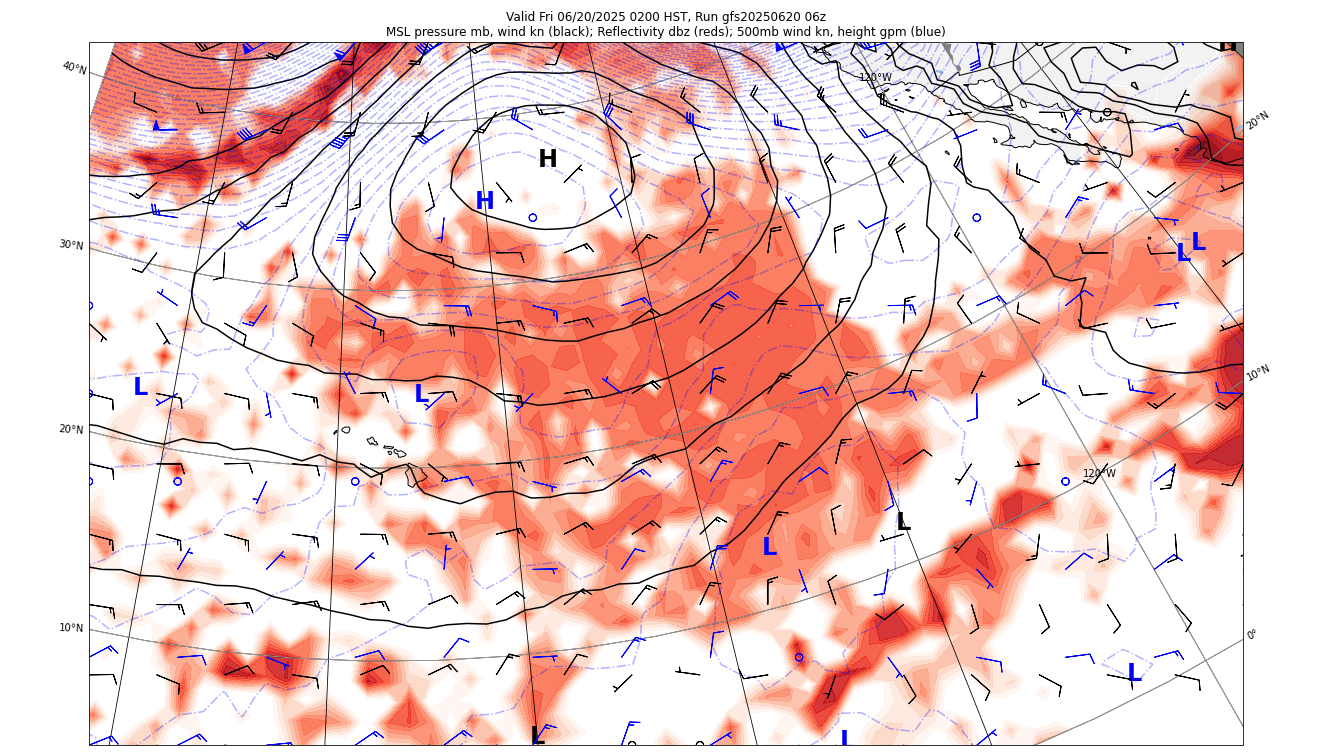 Valid Fri 06/20/2025 0200 HST, Run gfs20250620 06z
MSL pressure mb, wind kn (black); Reflectivity dbz (reds); 500mb wind kn, height gpm (blue)
H
40°N
120°W
20°N
H
H
30°N
L
L
10°N
L
L
20°N
120°W
L
L
10°N
0°
L
L
L